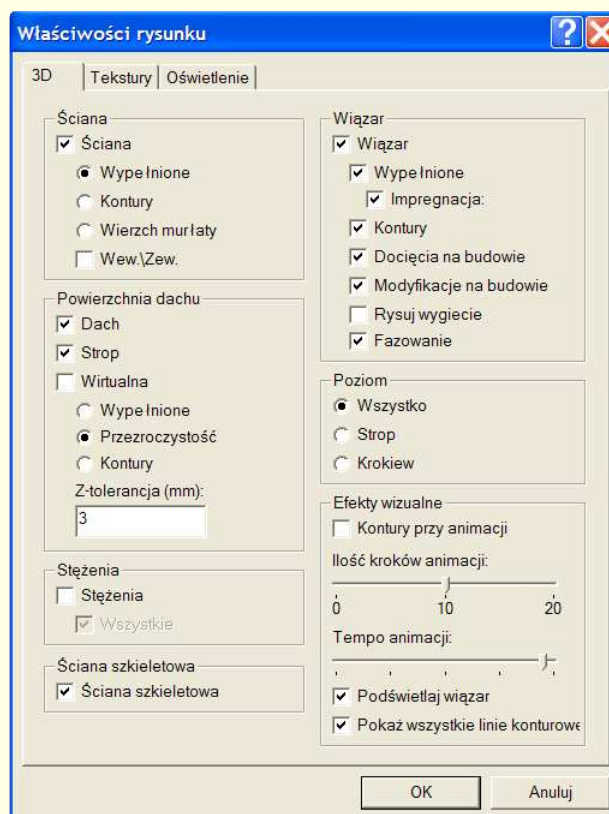 Właściwości rysunku
3D
Tekstury
Oświetlenie
Ściana
Ściana
Wypełnione
Kontury
Wierzch murłaty
Wew.\Zew.
Powierzchnia dachu
Dach
Strop
Wirtualna
Wypełnione
Przezroczystość
Kontury
Z-tolerancja (mm):
3
Stężenia
Stężenia
Wszystkie
Ściana szkieletowa
Ściana szkieletowa
Wiązar
Wiązar
Wypełnione
Impregnacja:
Kontury
Docięcia na budowie
Modyfikacje na budowie
Rysuj wygiecie
Fazowanie
Poziom
Wszystko
Strop
Krokiew
Efekty wizualne
Kontury przy animacji
Ilość kroków animacji:
0 10 20
Tempo animacji:
Podświetlaj wiązar
Pokaż wszystkie linie konturowe
OK
Anuluj